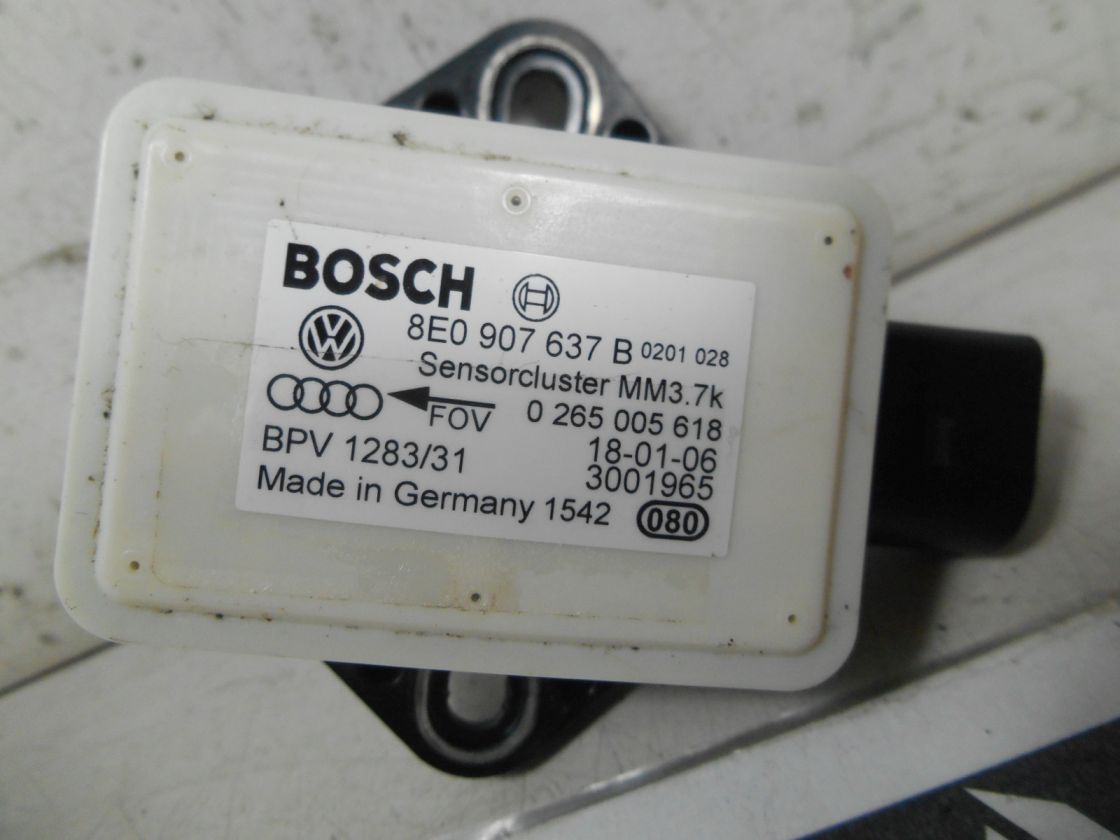 BOSCH
8E0 907 637 B 0201 028
Sensorcluster MM3.7k
FOV 0 265 005 618
BPV 1283/31 18-01-06
3001965
Made in Germany 1542 080